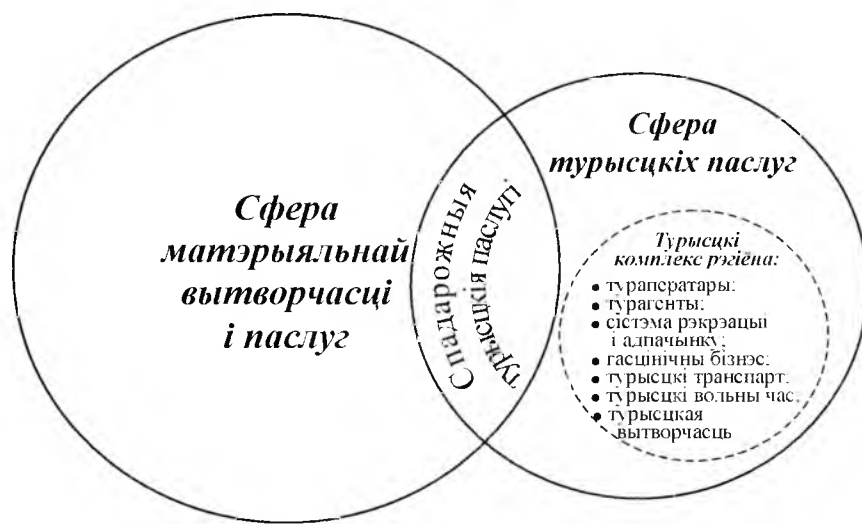 Сфера
матэрыяльнай
вытворчасці
і паслуг
Спадарожныя
турысцкія паслугі
Сфера
турысцкіх паслуг
Турысцкі
комплекс рэгіёна:
• тураператары;
• турагенты;
• сістэма рэкрэацыі
і адпачынку;
• гасцінічны бізнэс;
• турысцкі транспарт;
• турысцкі вольны час;
• турысцкая
вытворчасць